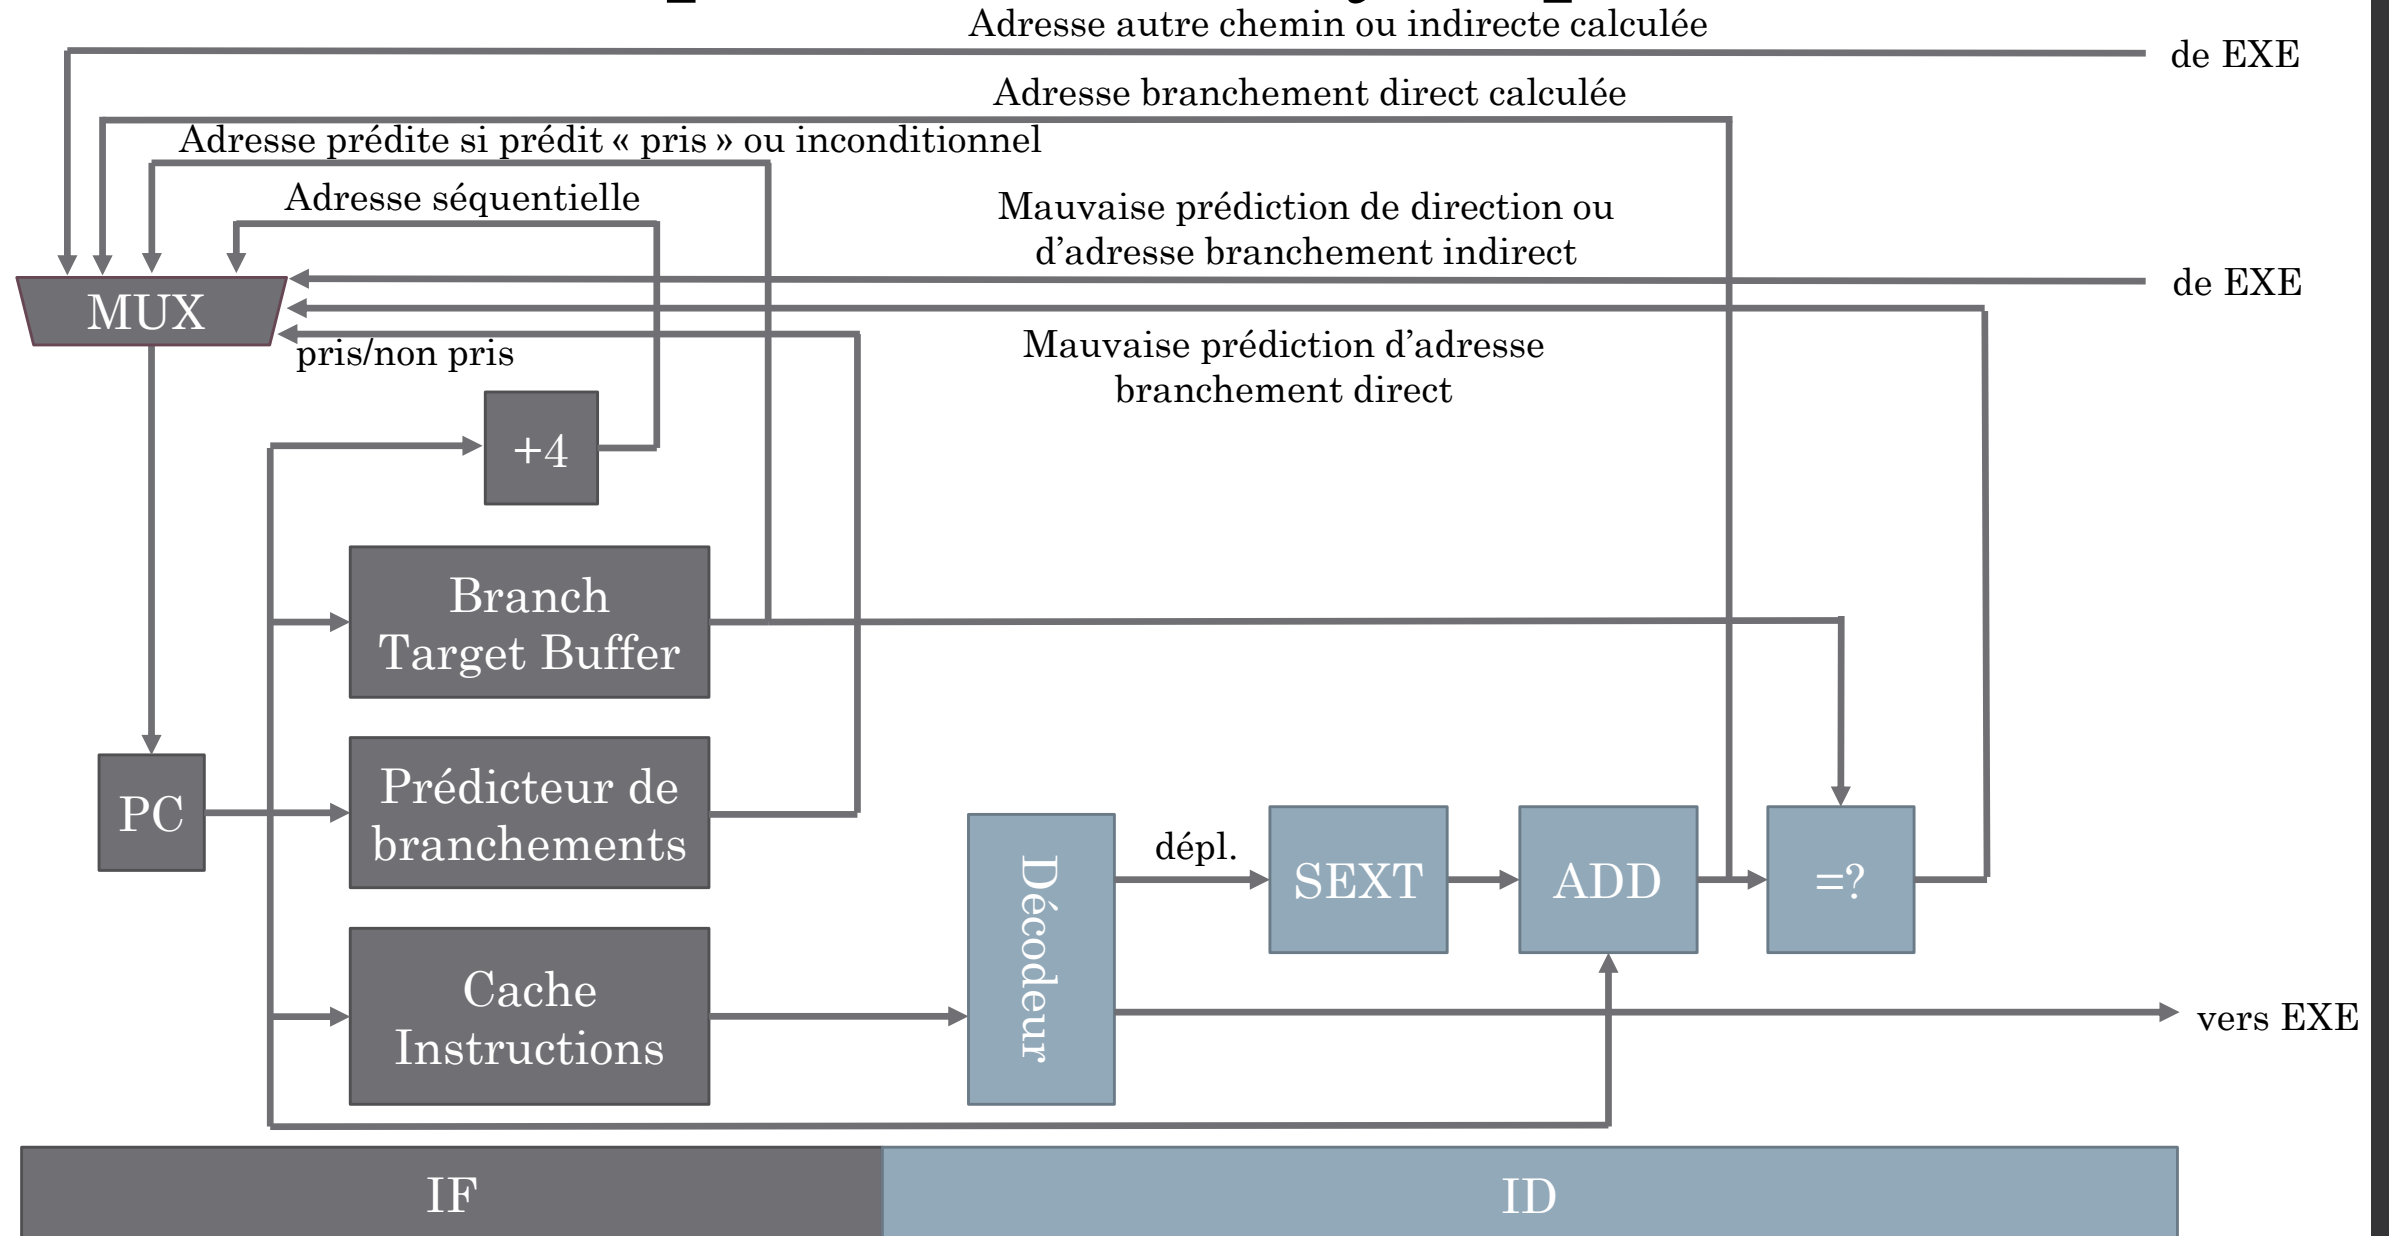 Adresse autre chemin ou indirecte calculée
de EXE
Adresse branchement direct calculée
Adresse prédite si prédit « pris » ou inconditionnel
Adresse séquentielle
Mauvaise prédiction de direction ou
d'adresse branchement indirect
de EXE
MUX
pris/non pris
Mauvaise prédiction d'adresse
branchement direct
+4
Branch
Target Buffer
Prédicteur de
branchements
PC
Décodeur
dépl.
SEXT
ADD
=?
Cache
Instructions
vers EXE
IF
ID